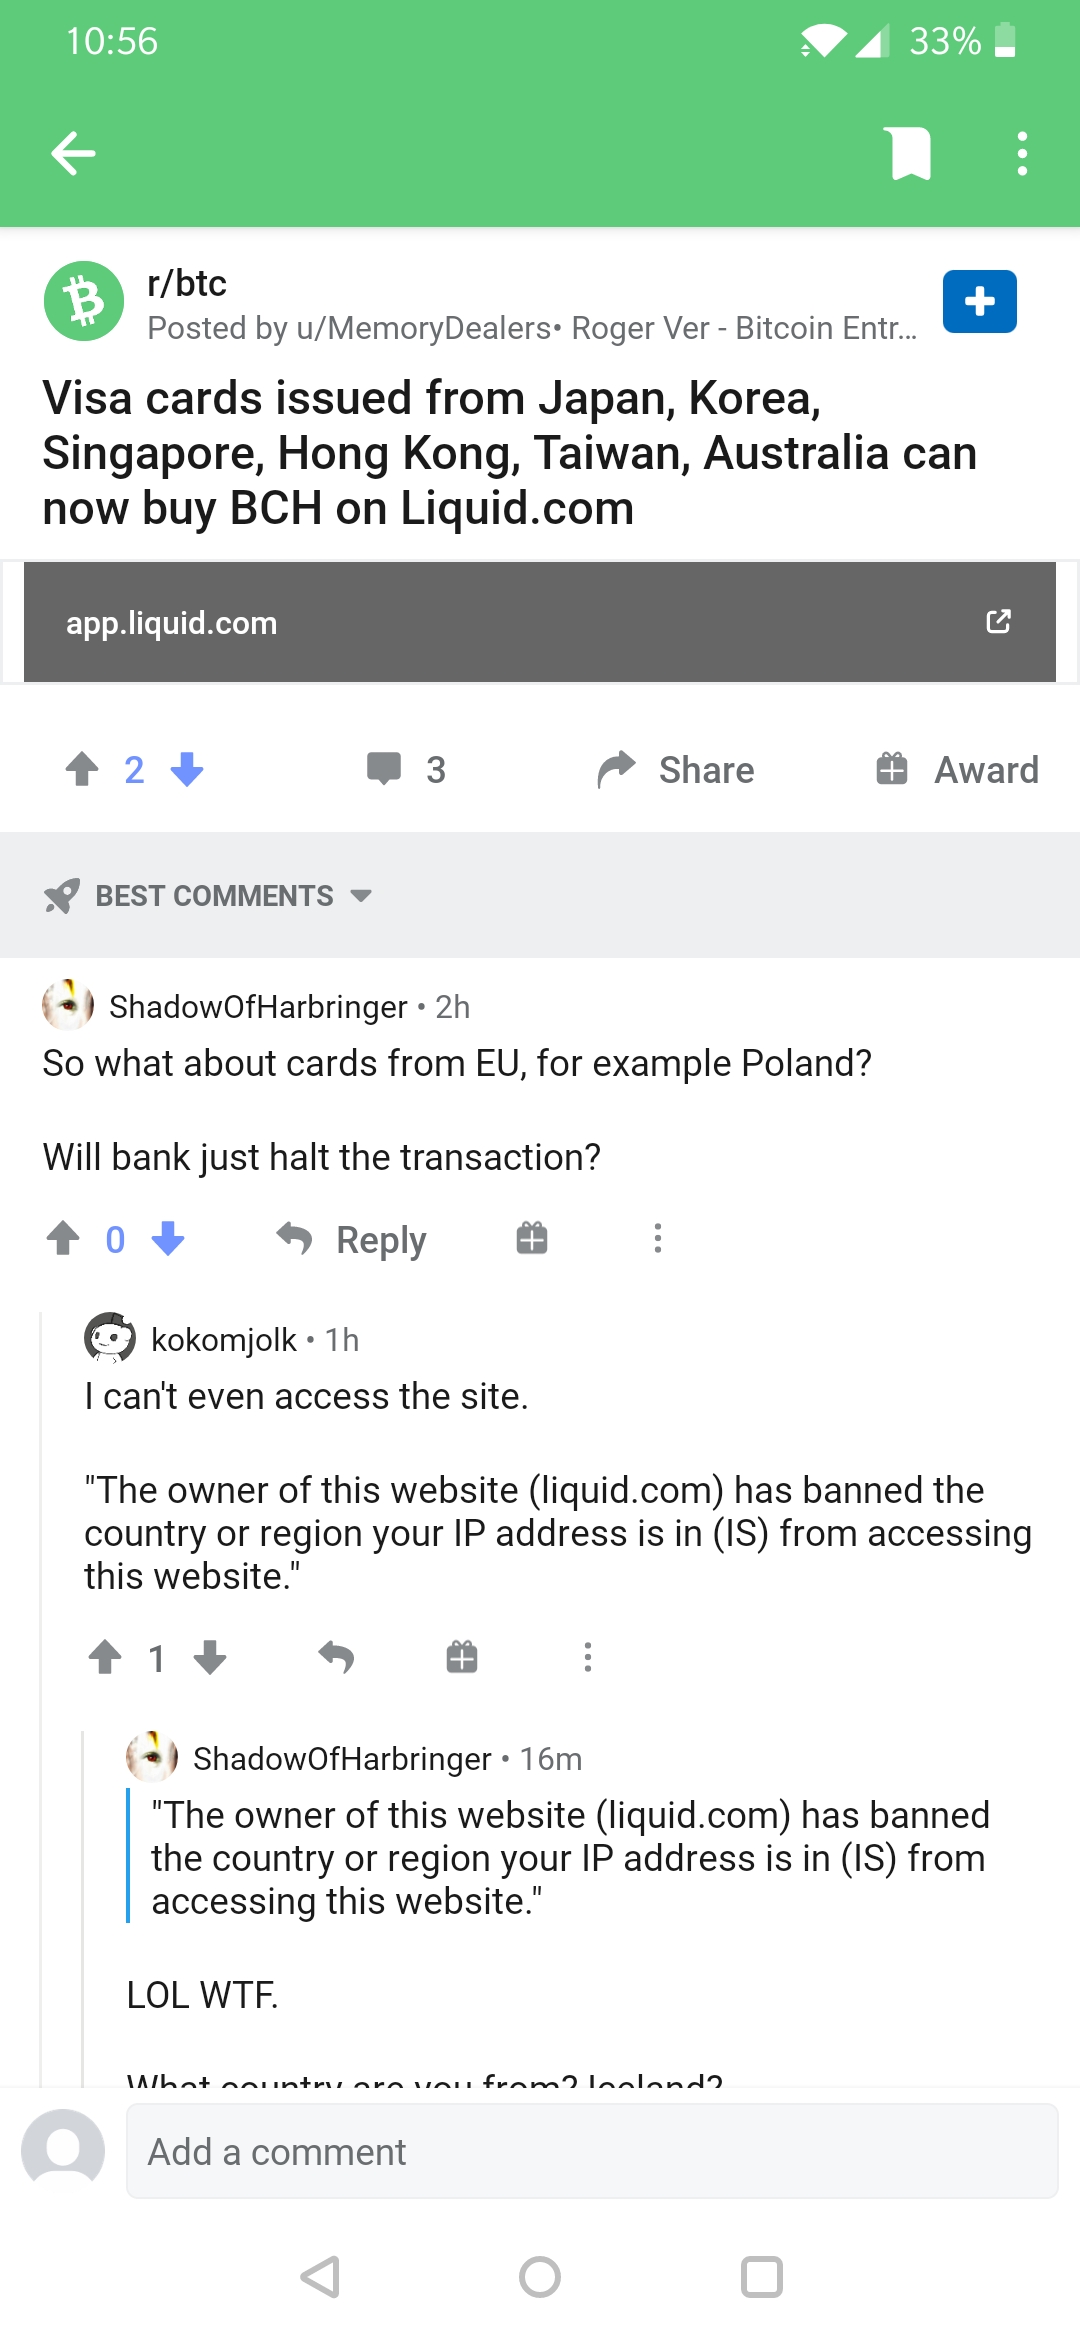 10:56
33%
r/btc
Posted by u/MemoryDealers• Roger Ver - Bitcoin Entr...
Visa cards issued from Japan, Korea,
Singapore, Hong Kong, Taiwan, Australia can
now buy BCH on Liquid.com
app.liquid.com
2
3
Share
Award
BEST COMMENTS
ShadowOfHarbringer • 2h
So what about cards from EU, for example Poland?
Will bank just halt the transaction?
0
Reply
kokomjolk • 1h
I can't even access the site.
"The owner of this website (liquid.com) has banned the
country or region your IP address is in (IS) from accessing
this website."
1
ShadowOfHarbringer • 16m
"The owner of this website (liquid.com) has banned
the country or region your IP address is in (IS) from
accessing this website."
LOL WTF.
What country are you from? Iceland?
Add a comment